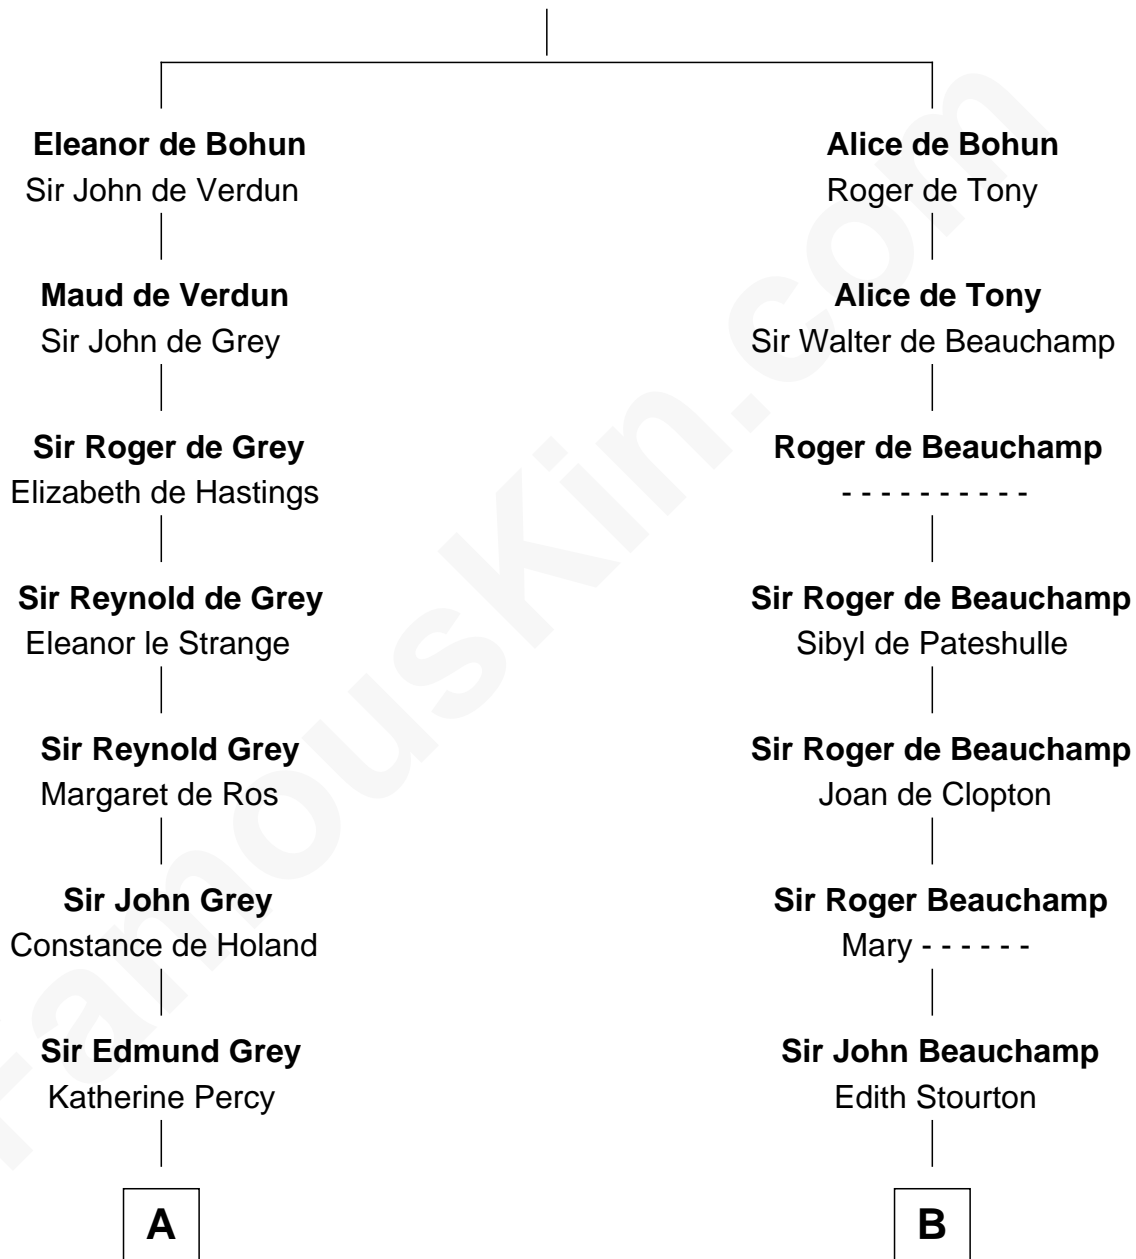 Eleanor de Bohun
Sir John de Verdun
Maud de Verdun
Sir John de Grey
Sir Roger de Grey
Elizabeth de Hastings
Sir Reynold de Grey
Eleanor le Strange
Sir Reynold Grey
Margaret de Ros
Sir John Grey
Constance de Holand
Sir Edmund Grey
Katherine Percy
A
Alice de Bohun
Roger de Tony
Alice de Tony
Sir Walter de Beauchamp
Roger de Beauchamp
- - - - - - - - - -
Sir Roger de Beauchamp
Sibyl de Pateshulle
Sir Roger de Beauchamp
Joan de Clopton
Sir Roger Beauchamp
Mary - - - - - -
Sir John Beauchamp
Edith Stourton
B
FamousKin.com